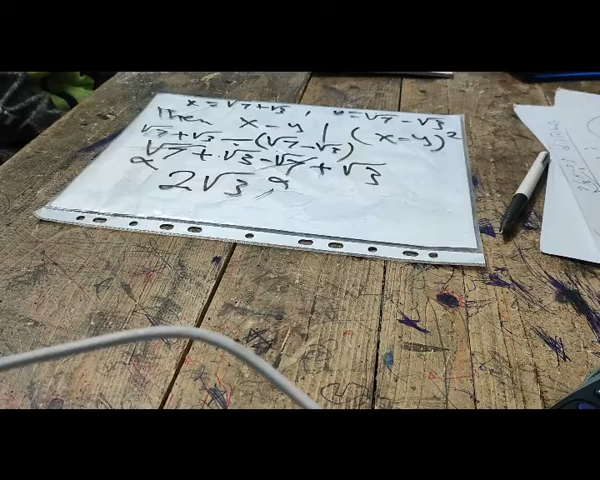 x = √7+√3, y = √7 - √3
Then x - y | (x - y)²
√7 + √3 - (√7 - √3)
√7 + √3 - √7 + √3
2√3